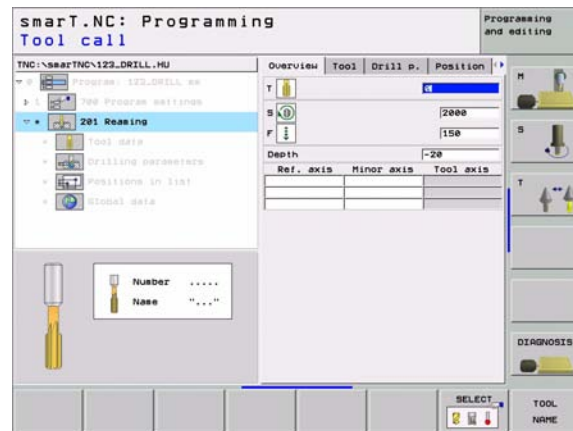 smarT.NC: Programming
Tool call
Programming and editing
TNC:\smarTNC\123_DRILL.HU
0 Program: 123_DRILL mm
1 700 Program settings
201 Reaming
Tool data
Drilling parameters
Positions in list
Global data
Overview Tool Drill p. Position
T
S 2000
F 150
Depth -20
Ref. axis Minor axis Tool axis
Number .....
Name "..."
M
S
T
DIAGNOSIS
SELECT
TOOL NAME